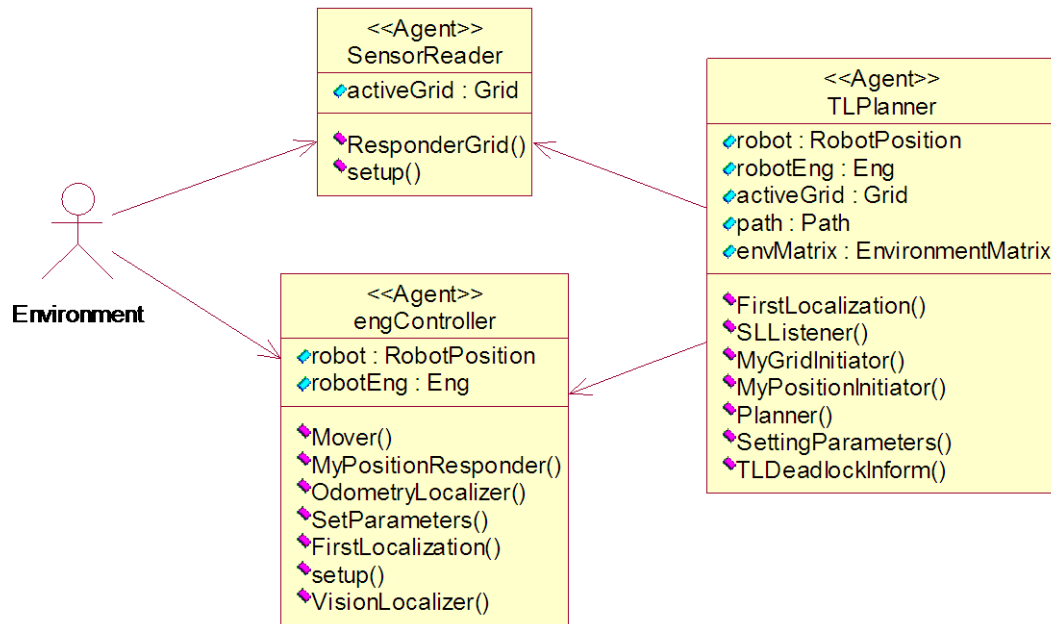 <<Agent>>
SensorReader
activeGrid : Grid
ResponderGrid()
setup()
<<Agent>>
TLPlanner
robot : RobotPosition
robotEng : Eng
activeGrid : Grid
path : Path
envMatrix : EnvironmentMatrix
FirstLocalization()
SLListener()
MyGridInitiator()
MyPositionInitiator()
Planner()
SettingParameters()
TLDeadlockInform()
Environment
<<Agent>>
engController
robot : RobotPosition
robotEng : Eng
Mover()
MyPositionResponder()
OdometryLocalizer()
SetParameters()
FirstLocalization()
setup()
VisionLocalizer()